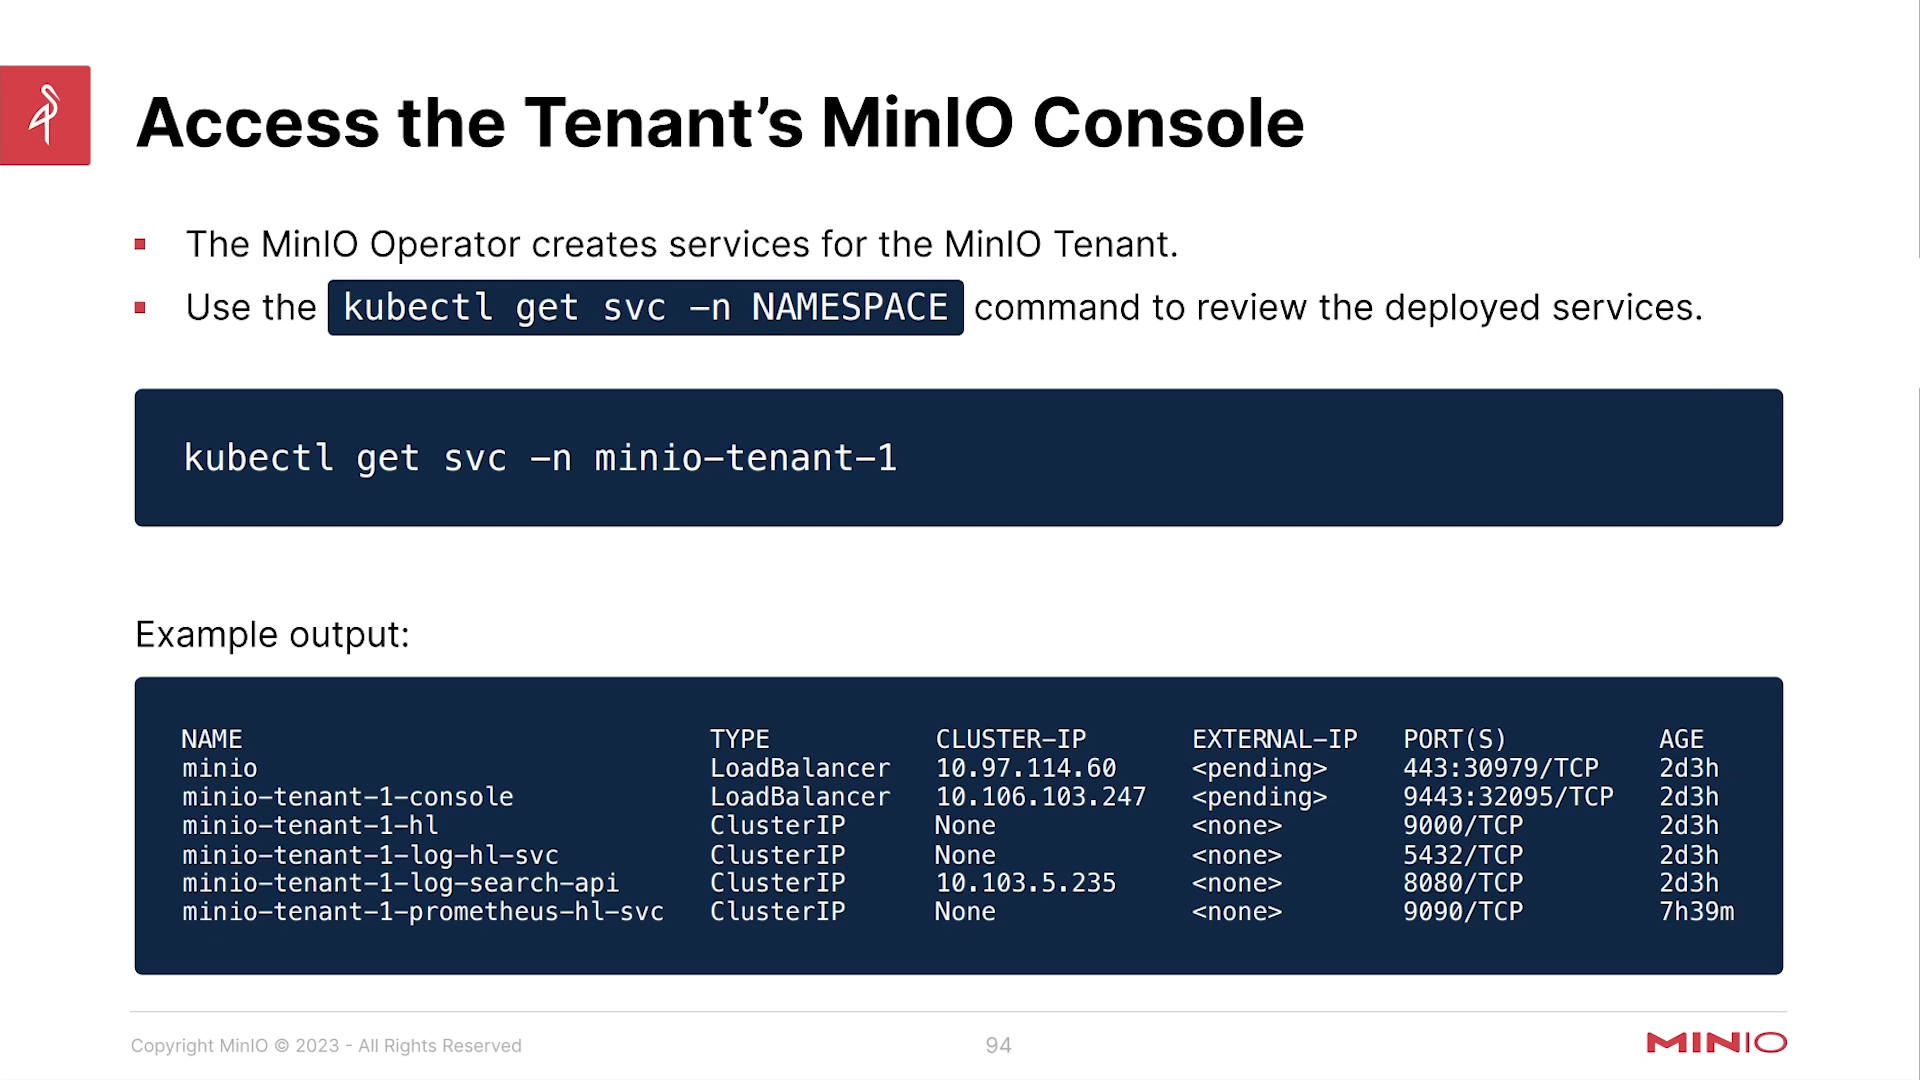 Access the Tenant’s MinIO Console
▪ The MinIO Operator creates services for the MinIO Tenant.
▪ Use the kubectl get svc -n NAMESPACE command to review the deployed services.
kubectl get svc -n minio-tenant-1
Example output:
NAME TYPE CLUSTER-IP EXTERNAL-IP PORT(S) AGE
minio LoadBalancer 10.97.114.60 <pending> 443:30979/TCP 2d3h
minio-tenant-1-console LoadBalancer 10.106.103.247 <pending> 9443:32095/TCP 2d3h
minio-tenant-1-hl ClusterIP None <none> 9000/TCP 2d3h
minio-tenant-1-log-hl-svc ClusterIP None <none> 5432/TCP 2d3h
minio-tenant-1-log-search-api ClusterIP 10.103.5.235 <none> 8080/TCP 2d3h
minio-tenant-1-prometheus-hl-svc ClusterIP None <none> 9090/TCP 7h39m
Copyright MinIO © 2023 - All Rights Reserved 94 MINIO